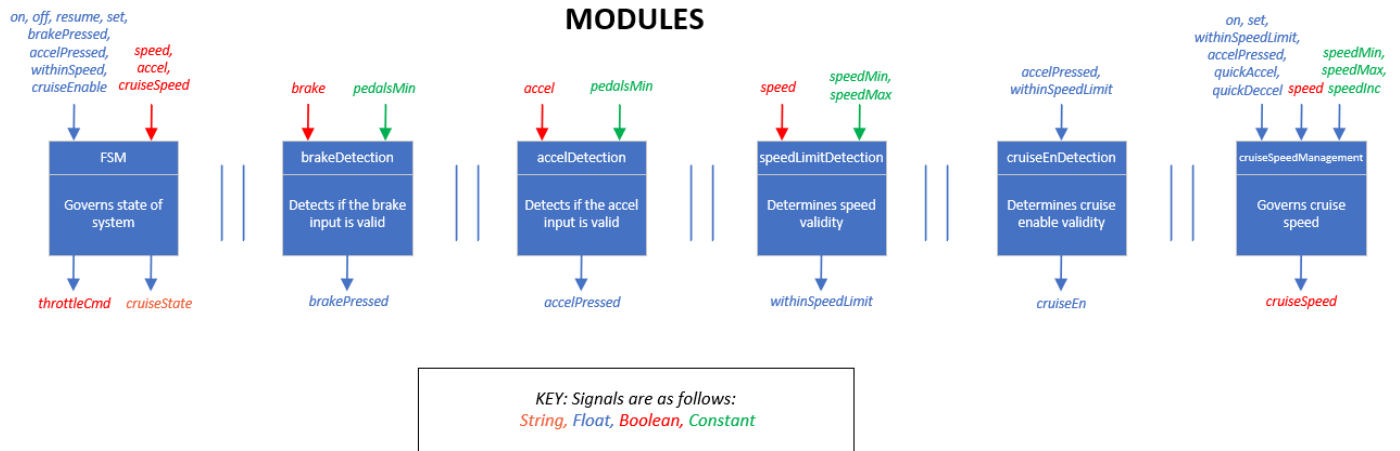 MODULES
on, off, resume, set,
brakePressed,
accelPressed,
withinSpeed,
cruiseEnable
speed,
accel,
cruiseSpeed
FSM
Governs state of
system
throttleCmd
cruiseState
brake
pedalsMin
brakeDetection
Detects if the brake
input is valid
brakePressed
accel
pedalsMin
accelDetection
Detects if the accel
input is valid
accelPressed
speed
speedMin,
speedMax
speedLimitDetection
Determines speed
validity
withinSpeedLimit
accelPressed,
withinSpeedLimit
cruiseEnDetection
Determines cruise
enable validity
cruiseEn
on, set,
withinSpeedLimit,
accelPressed,
quickAccel,
quickDeccel
speed
speedMin,
speedMax,
speedInc
cruiseSpeedManagement
Governs cruise
speed
cruiseSpeed
KEY: Signals are as follows:
String, Float, Boolean, Constant